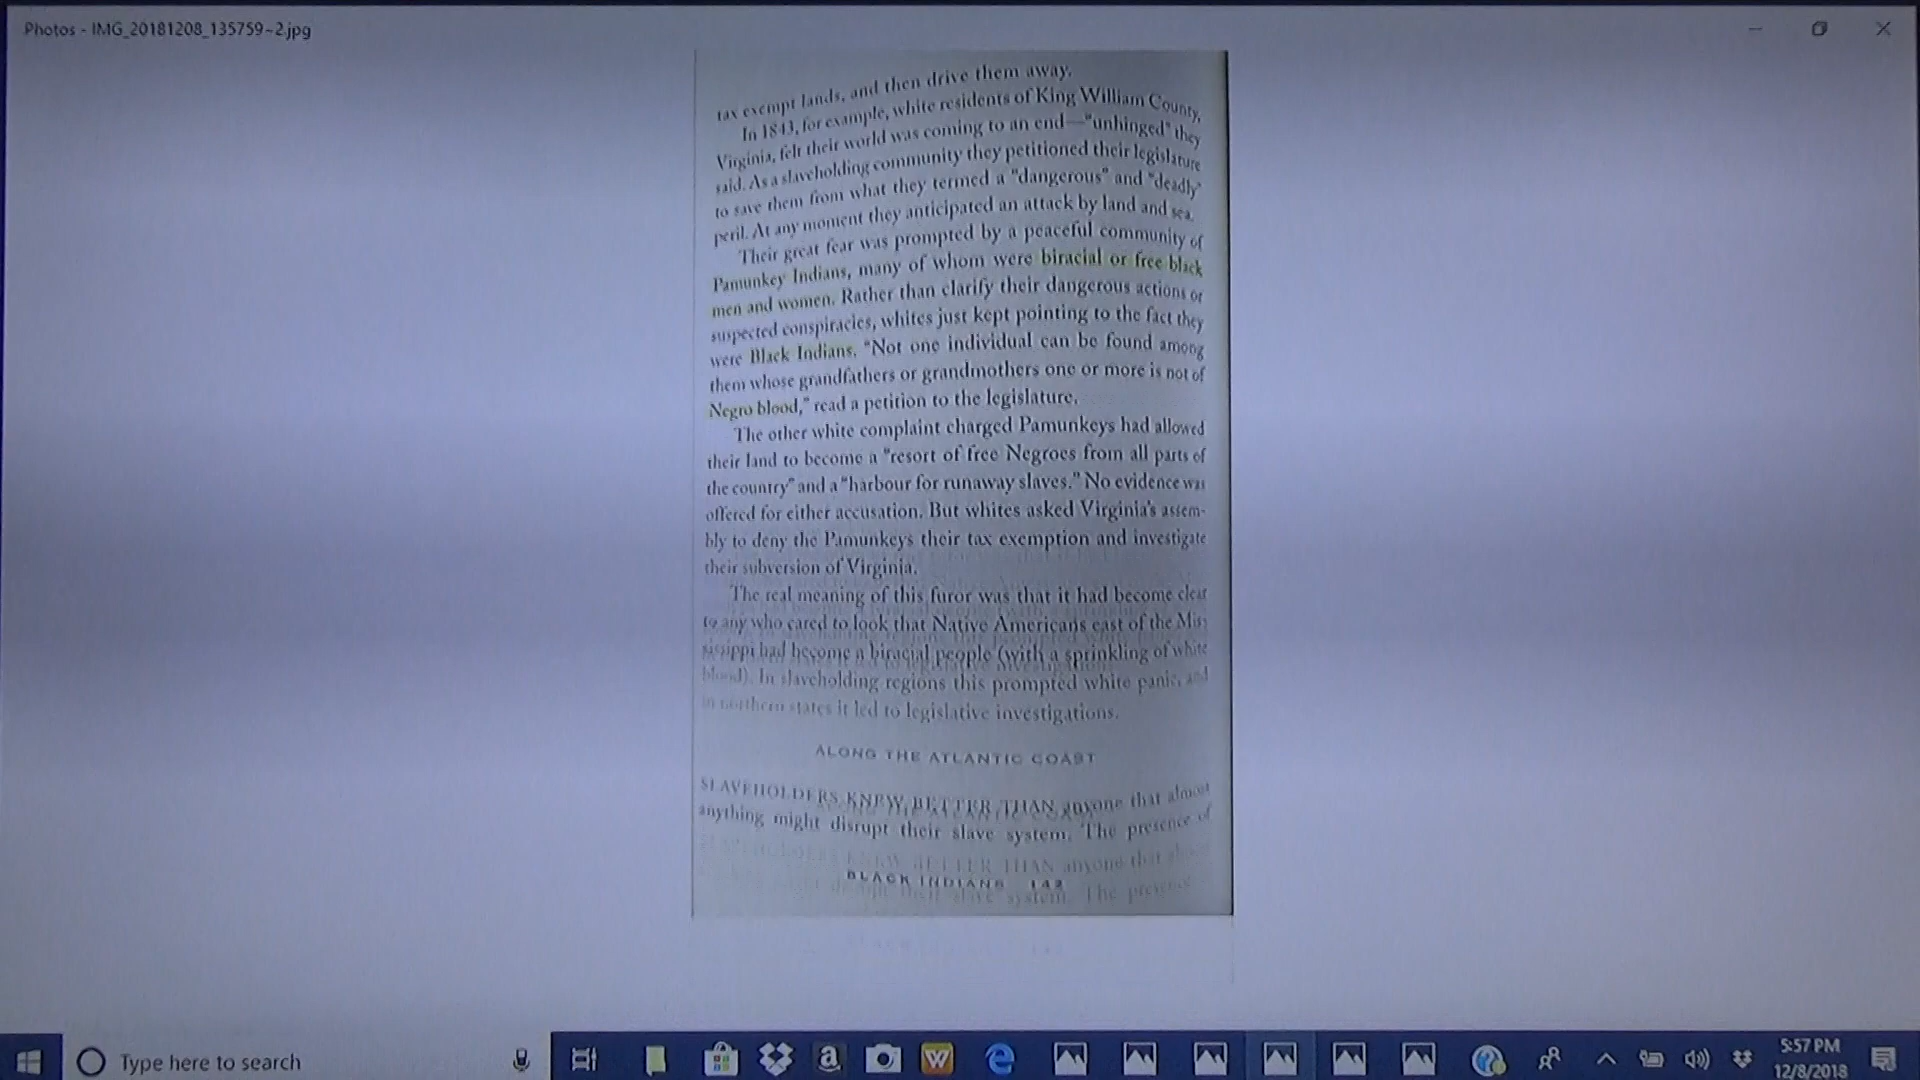 Photos - IMG_20181208_135759~2.jpg
tax exempt lands, and then drive them away.
In 1843, for example, white residents of King William County,
Virginia, felt their world was coming to an end—"unhinged" they
said. As a slaveholding community they petitioned their legislature
to save them from what they termed a "dangerous" and "deadly"
peril. At any moment they anticipated an attack by land and sea.
Their great fear was prompted by a peaceful community of
Pamunkey Indians, many of whom were biracial or free black
men and women. Rather than clarify their dangerous actions or
suspected conspiracies, whites just kept pointing to the fact they
were Black Indians. "Not one individual can be found among
them whose grandfathers or grandmothers one or more is not of
Negro blood," read a petition to the legislature.
The other white complaint charged Pamunkeys had allowed
their land to become a "resort of free Negroes from all parts of
the country" and a "harbour for runaway slaves." No evidence was
offered for either accusation. But whites asked Virginia's assem-
bly to deny the Pamunkeys their tax exemption and investigate
their subversion of Virginia.
The real meaning of this furor was that it had become clear
to any who cared to look that Native Americans east of the Mis-
sissippi had become a biracial people (with a sprinkling of white
blood). In slaveholding regions this prompted white panic, and
in northern states it led to legislative investigations.
ALONG THE ATLANTIC COAST
SLAVEHOLDERS KNEW BETTER THAN anyone that almost
anything might disrupt their slave system. The presence of
SLAVEHOLDERS KNEW BETTER THAN anyone that
BLACK INDIANS 143
their slave system. The presence
Type here to search
5:57 PM
12/8/2018